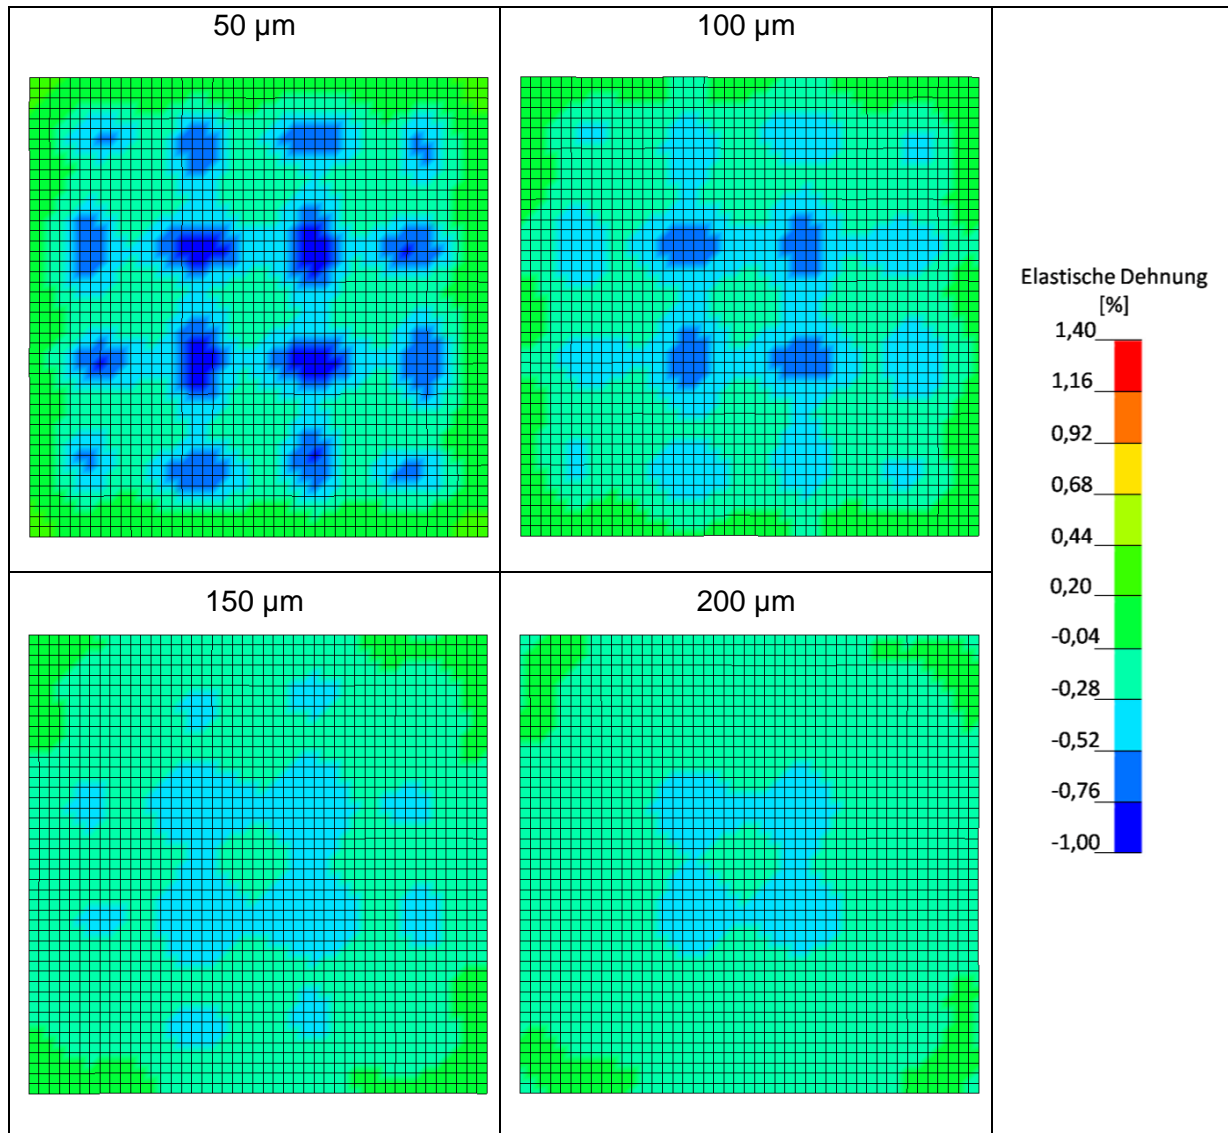 50 µm
100 µm
150 µm
200 µm
Elastische Dehnung
[%]
1,40
1,16
0,92
0,68
0,44
0,20
-0,04
-0,28
-0,52
-0,76
-1,00